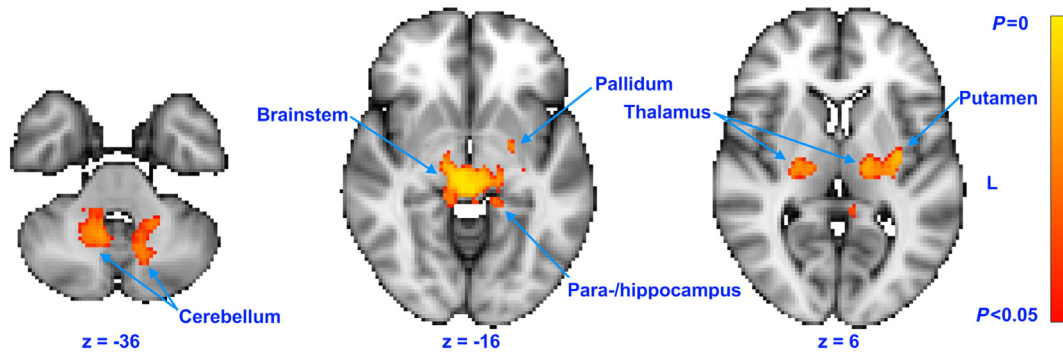 P=0
Pallidum
Brainstem
Thalamus
Putamen
L
Para-/hippocampus
Cerebellum
P<0.05
z = -36
z = -16
z = 6